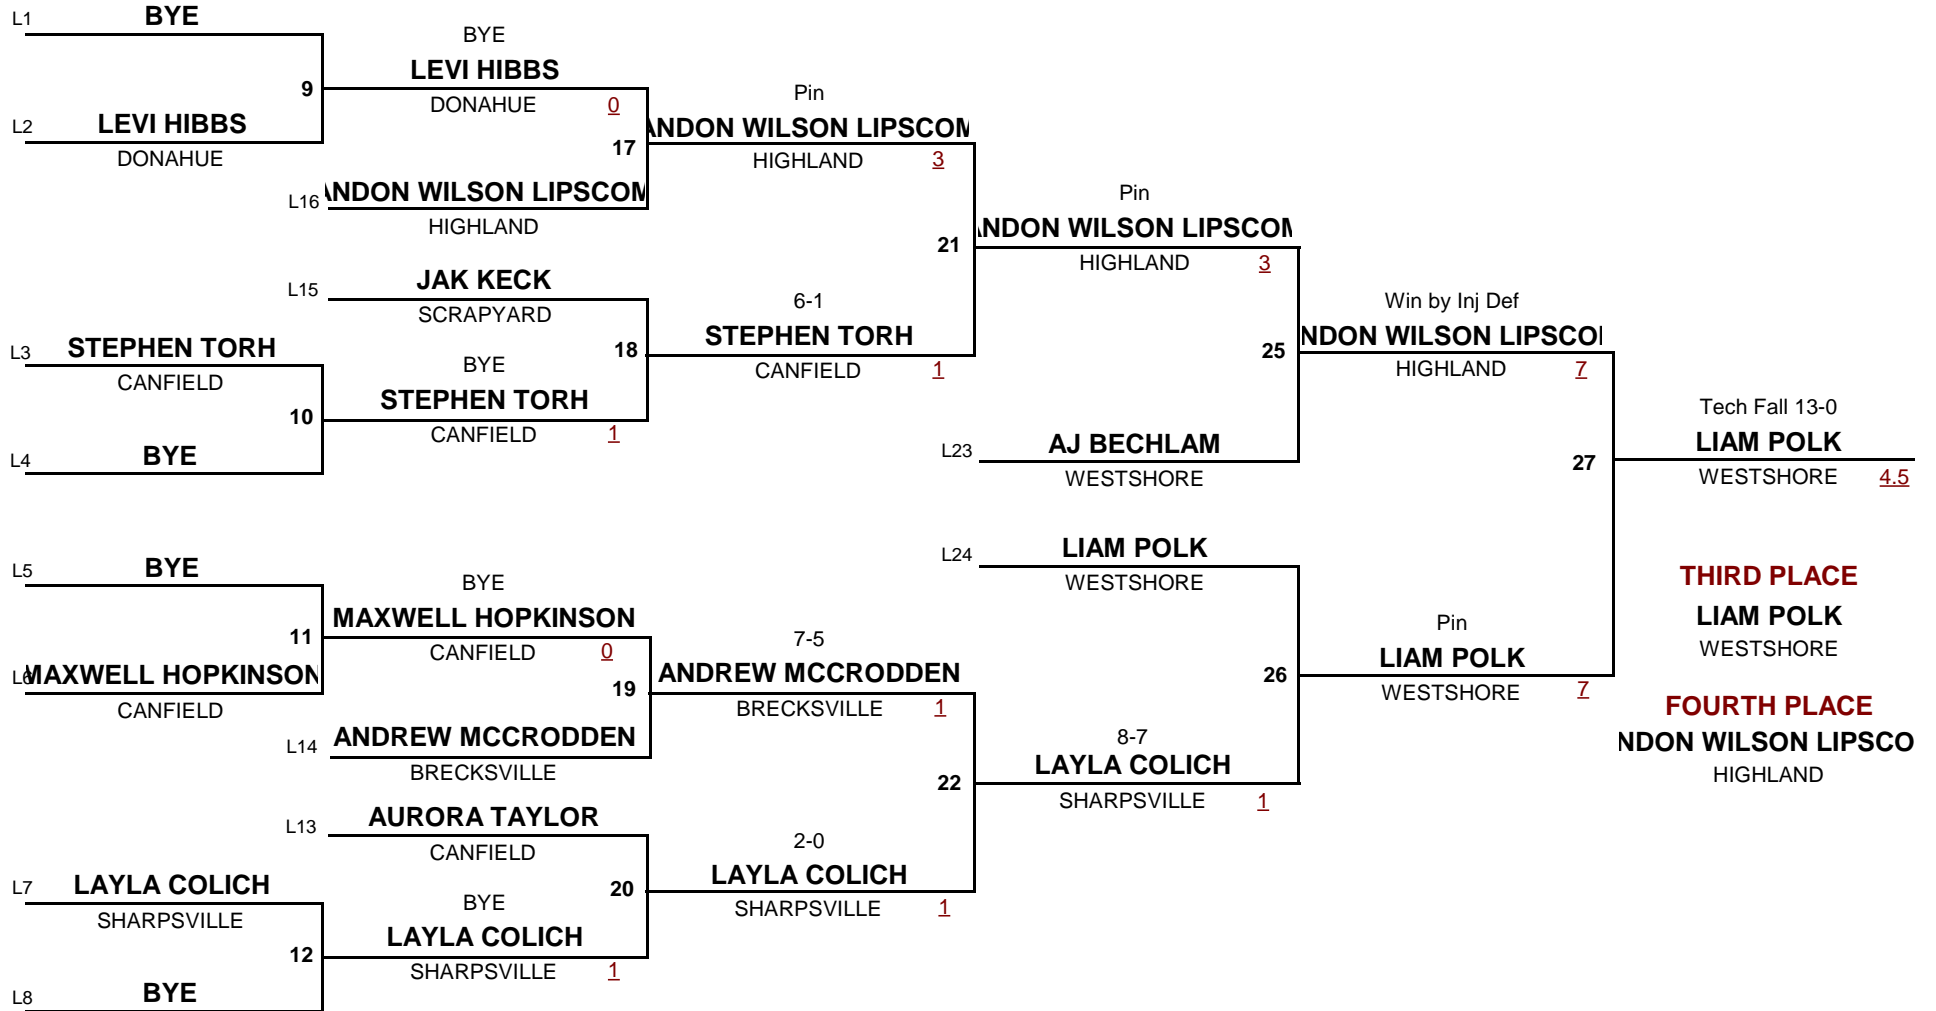 L1 BYE
9
L2 LEVI HIBBS
DONAHUE
L3 STEPHEN TORH
CANFIELD
10
L4 BYE
L5 BYE
11
L6 MAXWELL HOPKINSON
CANFIELD
L7 LAYLA COLICH
SHARPSVILLE
12
L8 BYE
BYE
LEVI HIBBS
DONAHUE 0
17
L16 ANDON WILSON LIPSCOM
HIGHLAND
L15 JAK KECK
SCRAPYARD
18
BYE
STEPHEN TORH
CANFIELD 1
BYE
MAXWELL HOPKINSON
CANFIELD 0
19
L14 ANDREW MCCRODDEN
BRECKSVILLE
L13 AURORA TAYLOR
CANFIELD
20
BYE
LAYLA COLICH
SHARPSVILLE 1
Pin
ANDON WILSON LIPSCOM
HIGHLAND 3
21
6-1
STEPHEN TORH
CANFIELD 1
7-5
ANDREW MCCRODDEN
BRECKSVILLE 1
22
2-0
LAYLA COLICH
SHARPSVILLE 1
Pin
ANDON WILSON LIPSCOM
HIGHLAND 3
25
L23 AJ BECHLAM
WESTSHORE
L24 LIAM POLK
WESTSHORE
26
8-7
LAYLA COLICH
SHARPSVILLE 1
Win by Inj Def
NDON WILSON LIPSCO
HIGHLAND 7
27
Pin
LIAM POLK
WESTSHORE 7
Tech Fall 13-0
LIAM POLK
WESTSHORE 4.5
THIRD PLACE
LIAM POLK
WESTSHORE
FOURTH PLACE
NDON WILSON LIPSCO
HIGHLAND